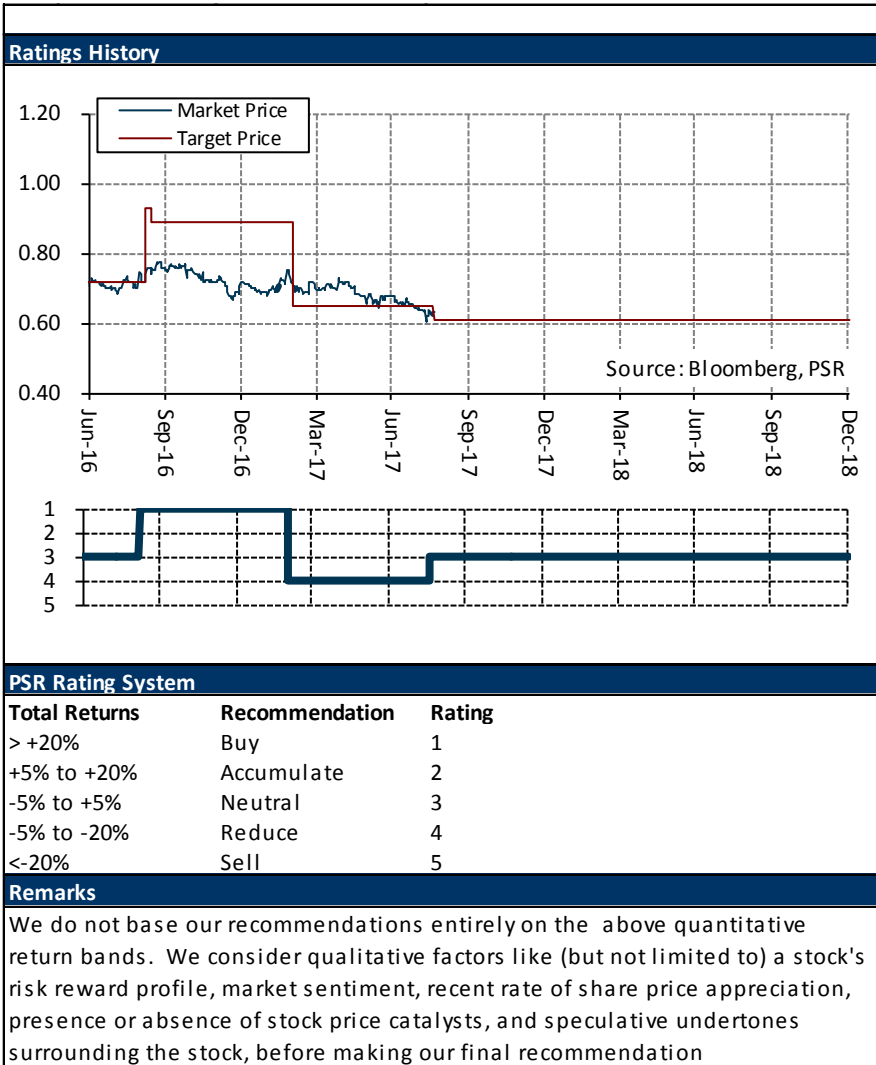 Ratings History
1.20
Market Price
Target Price
1.00
0.80
0.60
Source: Bloomberg, PSR
0.40
Jun-16 Sep-16 Dec-16 Mar-17 Jun-17 Sep-17 Dec-17 Mar-18 Jun-18 Sep-18 Dec-18
1
2
3
4
5
PSR Rating System
Total Returns Recommendation Rating
> +20% Buy 1
+5% to +20% Accumulate 2
-5% to +5% Neutral 3
-5% to -20% Reduce 4
<-20% Sell 5
Remarks
We do not base our recommendations entirely on the above quantitative
return bands. We consider qualitative factors like (but not limited to) a stock's
risk reward profile, market sentiment, recent rate of share price appreciation,
presence or absence of stock price catalysts, and speculative undertones
surrounding the stock, before making our final recommendation